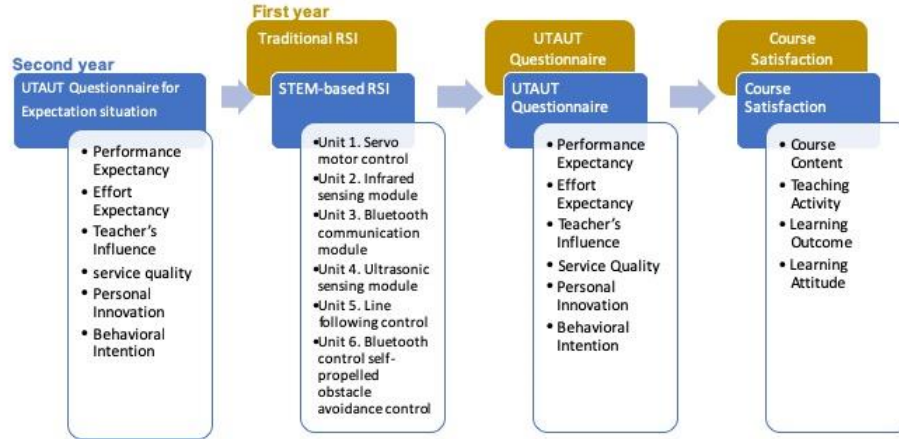 First year
Traditional RSI
UTAUT
Questionnaire
Course
Satisfaction
Second year
UTAUT Questionnaire for
Expectation situation
STEM-based RSI
UTAUT
Questionnaire
Course
Satisfaction
• Performance
Expectancy
• Effort
Expectancy
• Teacher's
Influence
• service quality
• Personal
Innovation
• Behavioral
Intention
•Unit 1. Servo
motor control
•Unit 2. Infrared
sensing module
•Unit 3. Bluetooth
communication
module
•Unit 4. Ultrasonic
sensing module
•Unit 5. Line
following control
•Unit 6. Bluetooth
control self-
propelled
obstacle
avoidance control
• Performance
Expectancy
• Effort
Expectancy
• Teacher's
Influence
• Service Quality
• Personal
Innovation
• Behavioral
Intention
• Course
Content
• Teaching
Activity
• Learning
Outcome
• Learning
Attitude